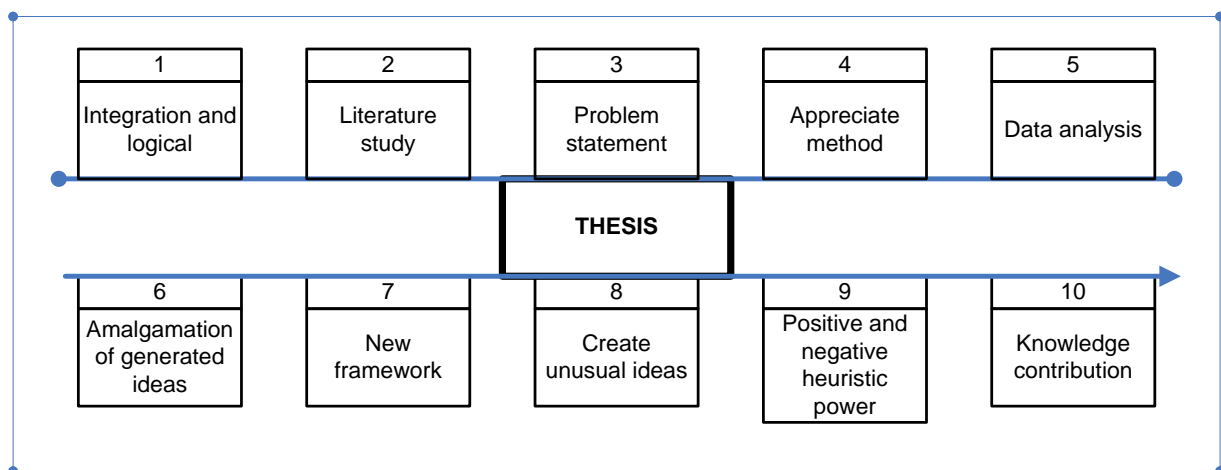 1
Integration and
logical
2
Literature
study
3
Problem
statement
4
Appreciate
method
5
Data analysis
THESIS
6
Amalgamation
of generated
ideas
7
New
framework
8
Create
unusual ideas
9
Positive and
negative
heuristic
power
10
Knowledge
contribution